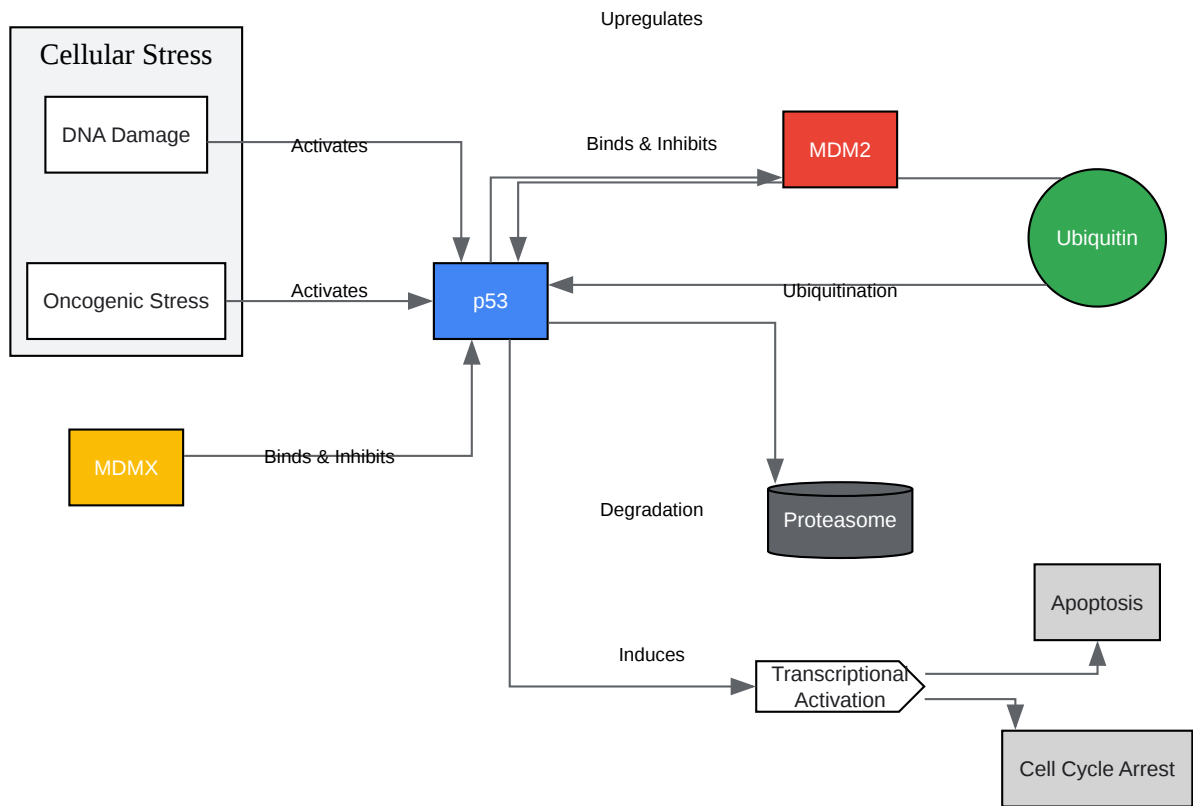 Upregulates
Cellular Stress
DNA Damage
Activates
Binds & Inhibits
MDM2
Ubiquitin
Oncogenic Stress
Activates
p53
Ubiquitination
MDMX
Binds & Inhibits
Degradation
Proteasome
Apoptosis
Induces
Transcriptional
Activation
Cell Cycle Arrest